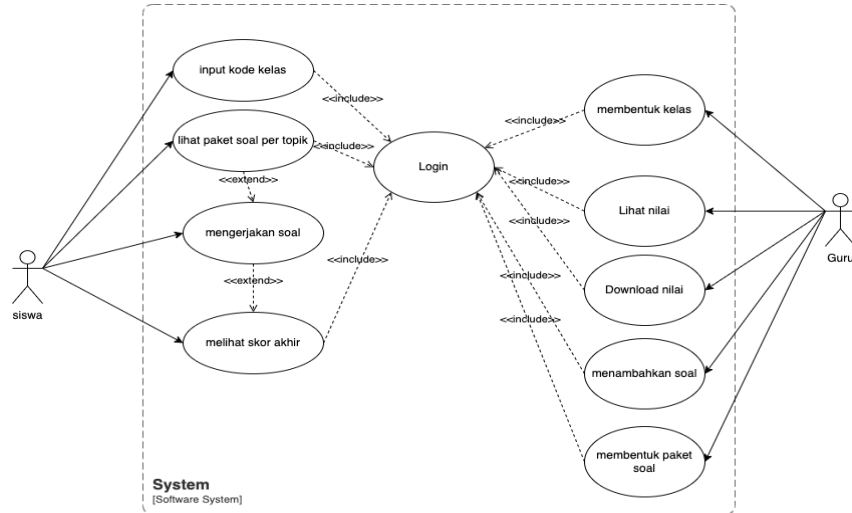 input kode kelas
<<include>>
lihat paket soal per topik
<<include>>
<<extend>>
mengerjakan soal
<<include>>
<<extend>>
melihat skor akhir
siswa
Login
membentuk kelas
<<include>>
Lihat nilai
<<include>>
<<include>>
Download nilai
<<include>>
<<include>>
menambahkan soal
membentuk paket
soal
Guru
System
[Software System]